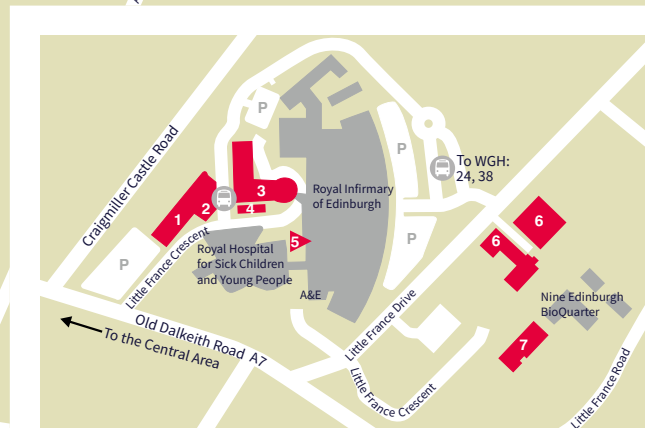 P
Craigmiller Castle Road
P
To WGH:
24, 38
3
Royal Infirmary
of Edinburgh
1
2
4
6
6
5
P
P
Little France Crescent
Royal Hospital
for Sick Children
and Young People
A&E
Nine Edinburgh
BioQuarter
Old Dalkeith Road A7
To the Central Area
Little France Drive
7
Little France Crescent
Little France Road